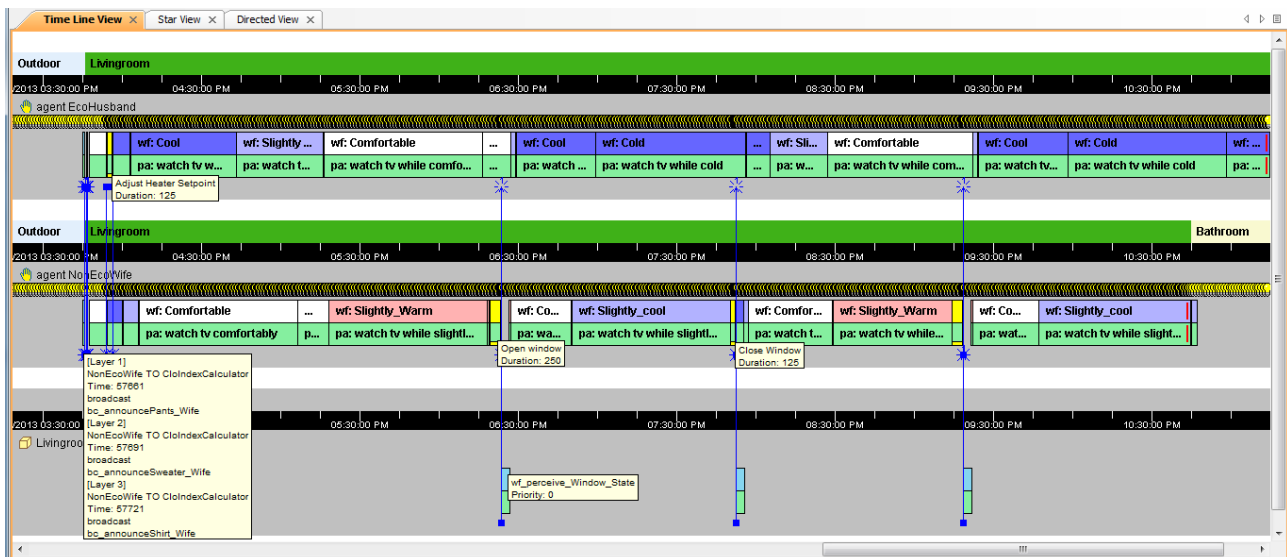 Time Line View
Star View
Directed View
Outdoor
Livingroom
/2013 03:30:00 PM
04:30:00 PM
05:30:00 PM
06:30:00 PM
07:30:00 PM
08:30:00 PM
09:30:00 PM
10:30:00 PM
agent EcoHusband
wf: Cool
wf: Slightly ...
wf: Comfortable
...
wf: Cool
wf: Cold
...
wf: Sli...
wf: Comfortable
wf: Cool
wf: Cold
wf: ...
pa: watch tv w...
pa: watch t...
pa: watch tv while comfo...
...
pa: watch ...
pa: watch tv while cold
...
pa: w...
pa: watch tv while com...
pa: watch tv...
pa: watch tv while cold
pa: ...
Adjust Heater Setpoint
Duration: 125
Outdoor
Livingroom
Bathroom
/2013 03:30:00 PM
04:30:00 PM
05:30:00 PM
06:30:00 PM
07:30:00 PM
08:30:00 PM
09:30:00 PM
10:30:00 PM
agent NonEcoWife
wf: Comfortable
...
wf: Slightly_Warm
wf: Co...
wf: Slightly_cool
wf: Comfor...
wf: Slightly_Warm
wf: Co...
wf: Slightly_cool
pa: watch tv comfortably
p...
pa: watch tv while slightl...
pa: wa...
pa: watch tv while slightl...
pa: watch t...
pa: watch tv while...
pa: wat...
pa: watch tv while slight...
Open window
Duration: 250
Close Window
Duration: 125
[Layer 1]
NonEcoWife TO CloIndexCalculator
Time: 57661
broadcast
bc_announcePants_Wife
[Layer 2]
NonEcoWife TO CloIndexCalculator
Time: 57691
broadcast
bc_announceSweater_Wife
[Layer 3]
NonEcoWife TO CloIndexCalculator
Time: 57721
broadcast
bc_announceShirt_Wife
/2013 03:30:00
05:30:00 PM
06:30:00 PM
07:30:00 PM
08:30:00 PM
09:30:00 PM
10:30:00 PM
Livingroo
wf_perceive_Window_State
Priority: 0